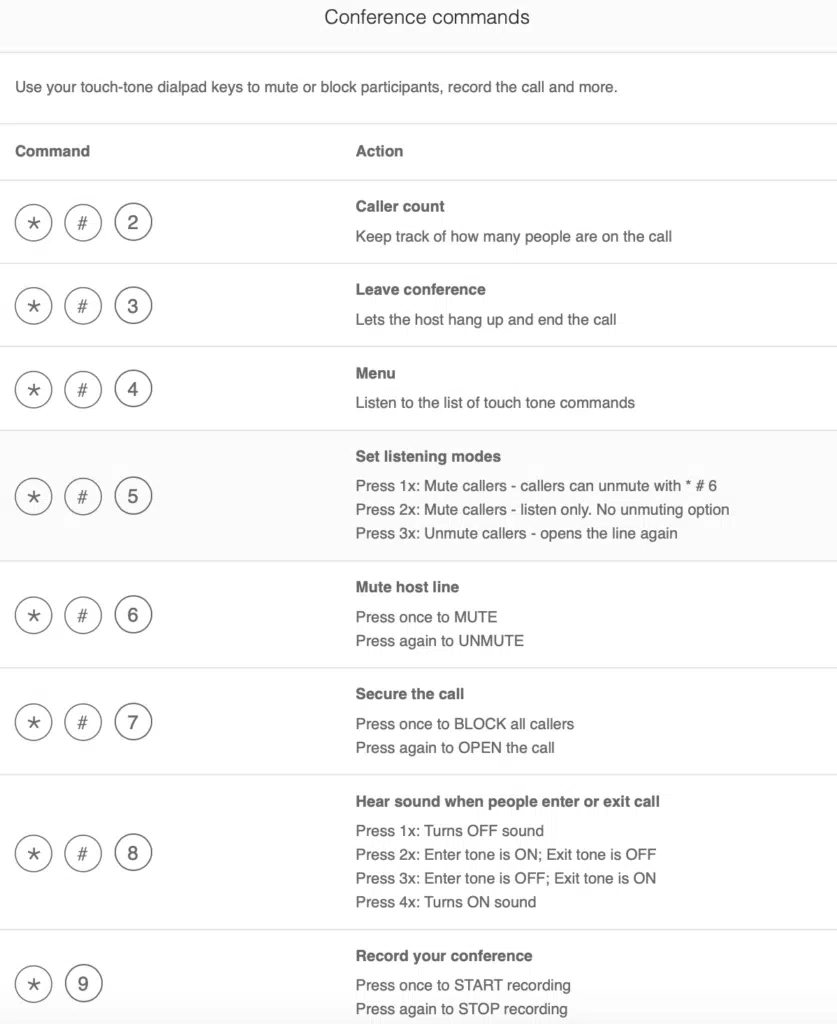 Conference commands
Use your touch-tone dialpad keys to mute or block participants, record the call and more.
Command Action
* # 2 Caller count
Keep track of how many people are on the call
* # 3 Leave conference
Lets the host hang up and end the call
* # 4 Menu
Listen to the list of touch tone commands
* # 5 Set listening modes
Press 1x: Mute callers - callers can unmute with * # 6
Press 2x: Mute callers - listen only. No unmuting option
Press 3x: Unmute callers - opens the line again
* # 6 Mute host line
Press once to MUTE
Press again to UNMUTE
* # 7 Secure the call
Press once to BLOCK all callers
Press again to OPEN the call
* # 8 Hear sound when people enter or exit call
Press 1x: Turns OFF sound
Press 2x: Enter tone is ON; Exit tone is OFF
Press 3x: Enter tone is OFF; Exit tone is ON
Press 4x: Turns ON sound
* 9 Record your conference
Press once to START recording
Press again to STOP recording